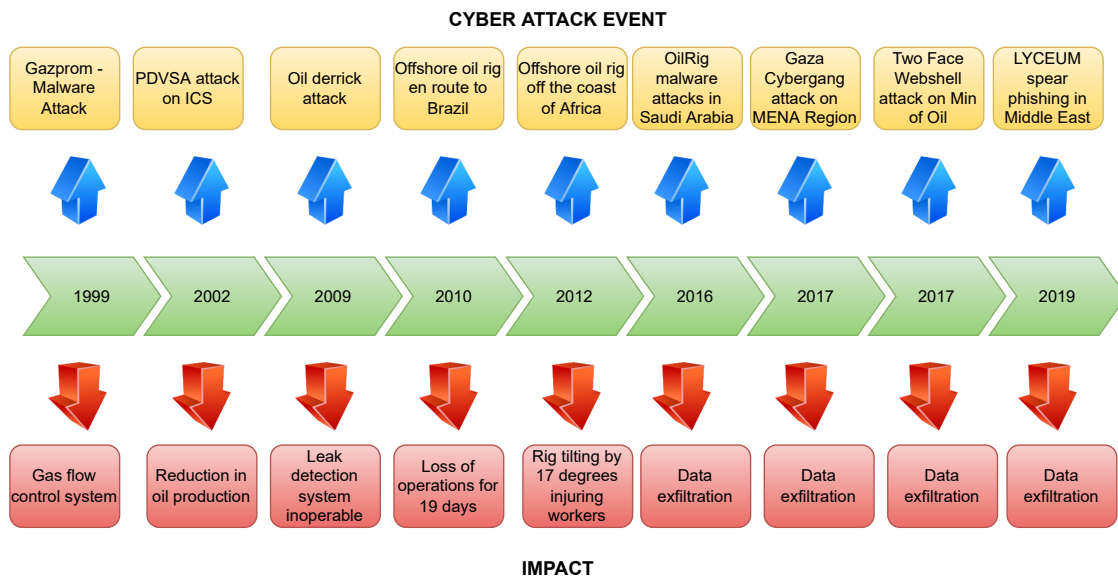 CYBER ATTACK EVENT
Gazprom -
Malware
Attack
PDVSA attack
on ICS
Oil derrick
attack
Offshore oil rig
en route to
Brazil
Offshore oil rig
off the coast
of Africa
OilRig
malware
attacks in
Saudi Arabia
Gaza
Cybergang
attack on
MENA Region
Two Face
Webshell
attack on Min
of Oil
LYCEUM
spear
phishing in
Middle East
1999
2002
2009
2010
2012
2016
2017
2017
2019
Gas flow
control system
Reduction in
oil production
Leak
detection
system
inoperable
Loss of
operations for
19 days
Rig tilting by
17 degrees
injuring
workers
Data
exfiltration
Data
exfiltration
Data
exfiltration
Data
exfiltration
IMPACT